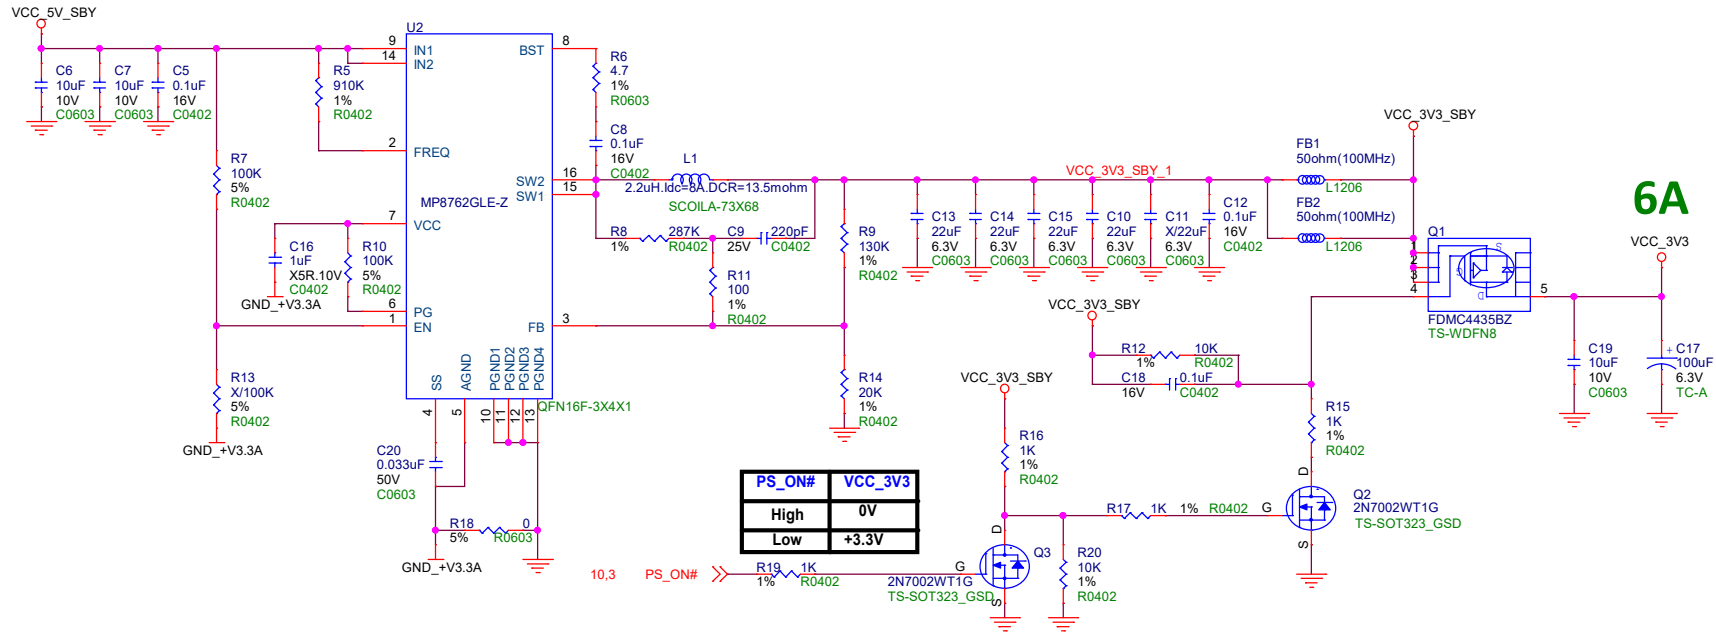 VCC_5V_SBY
C6
10uF
10V
C0603
C7
10uF
10V
C0603
C5
0.1uF
16V
C0402
R5
910K
1%
R0402
R7
100K
5%
R0402
C16
1uF
X5R.10V
C0402
GND_+V3.3A
R10
100K
5%
R0402
R13
X/100K
5%
R0402
GND_+V3.3A
U2
9 IN1
14 IN2
2 FREQ
7 VCC
6 PG
1 EN
MP8762GLE-Z
BST 8
SW2 16
SW1 15
FB 3
SS
AGND
PGND1
PGND2
PGND3
PGND4
4
5
10
11
12
13
QFN16F-3X4X1
C20
0.033uF
50V
C0603
R18 0
5% R0603
GND_+V3.3A
R6
4.7
1%
R0603
C8
0.1uF
16V
C0402
L1
2.2uH.Idc=8A.DCR=13.5mohm
SCOILA-73X68
R8 287K
1% R0402
C9 220pF
25V C0402
R11
100
1%
R0402
R9
130K
1%
R0402
R14
20K
1%
R0402
VCC_3V3_SBY_1
C13
22uF
6.3V
C0603
C14
22uF
6.3V
C0603
C15
22uF
6.3V
C0603
C10
22uF
6.3V
C0603
C11
X/22uF
6.3V
C0603
C12
0.1uF
16V
C0402
FB1
50ohm(100MHz)
L1206
FB2
50ohm(100MHz)
L1206
VCC_3V3_SBY
6A
Q1
1
2
3
4
5
S
G
D
FDMC4435BZ
TS-WDFN8
VCC_3V3
C19
10uF
10V
C0603
+ C17
100uF
6.3V
TC-A
VCC_3V3_SBY
R12 10K
1% R0402
C18 0.1uF
16V C0402
R15
1K
1%
R0402
VCC_3V3_SBY
R16
1K
1%
R0402
R17 1K 1% R0402
G
D
S
Q2
2N7002WT1G
TS-SOT323_GSD
PS_ON# VCC_3V3
High 0V
Low +3.3V
10,3 PS_ON#
R19 1K
1% R0402
G
D
S
Q3
2N7002WT1G
TS-SOT323_GSD
R20
10K
1%
R0402